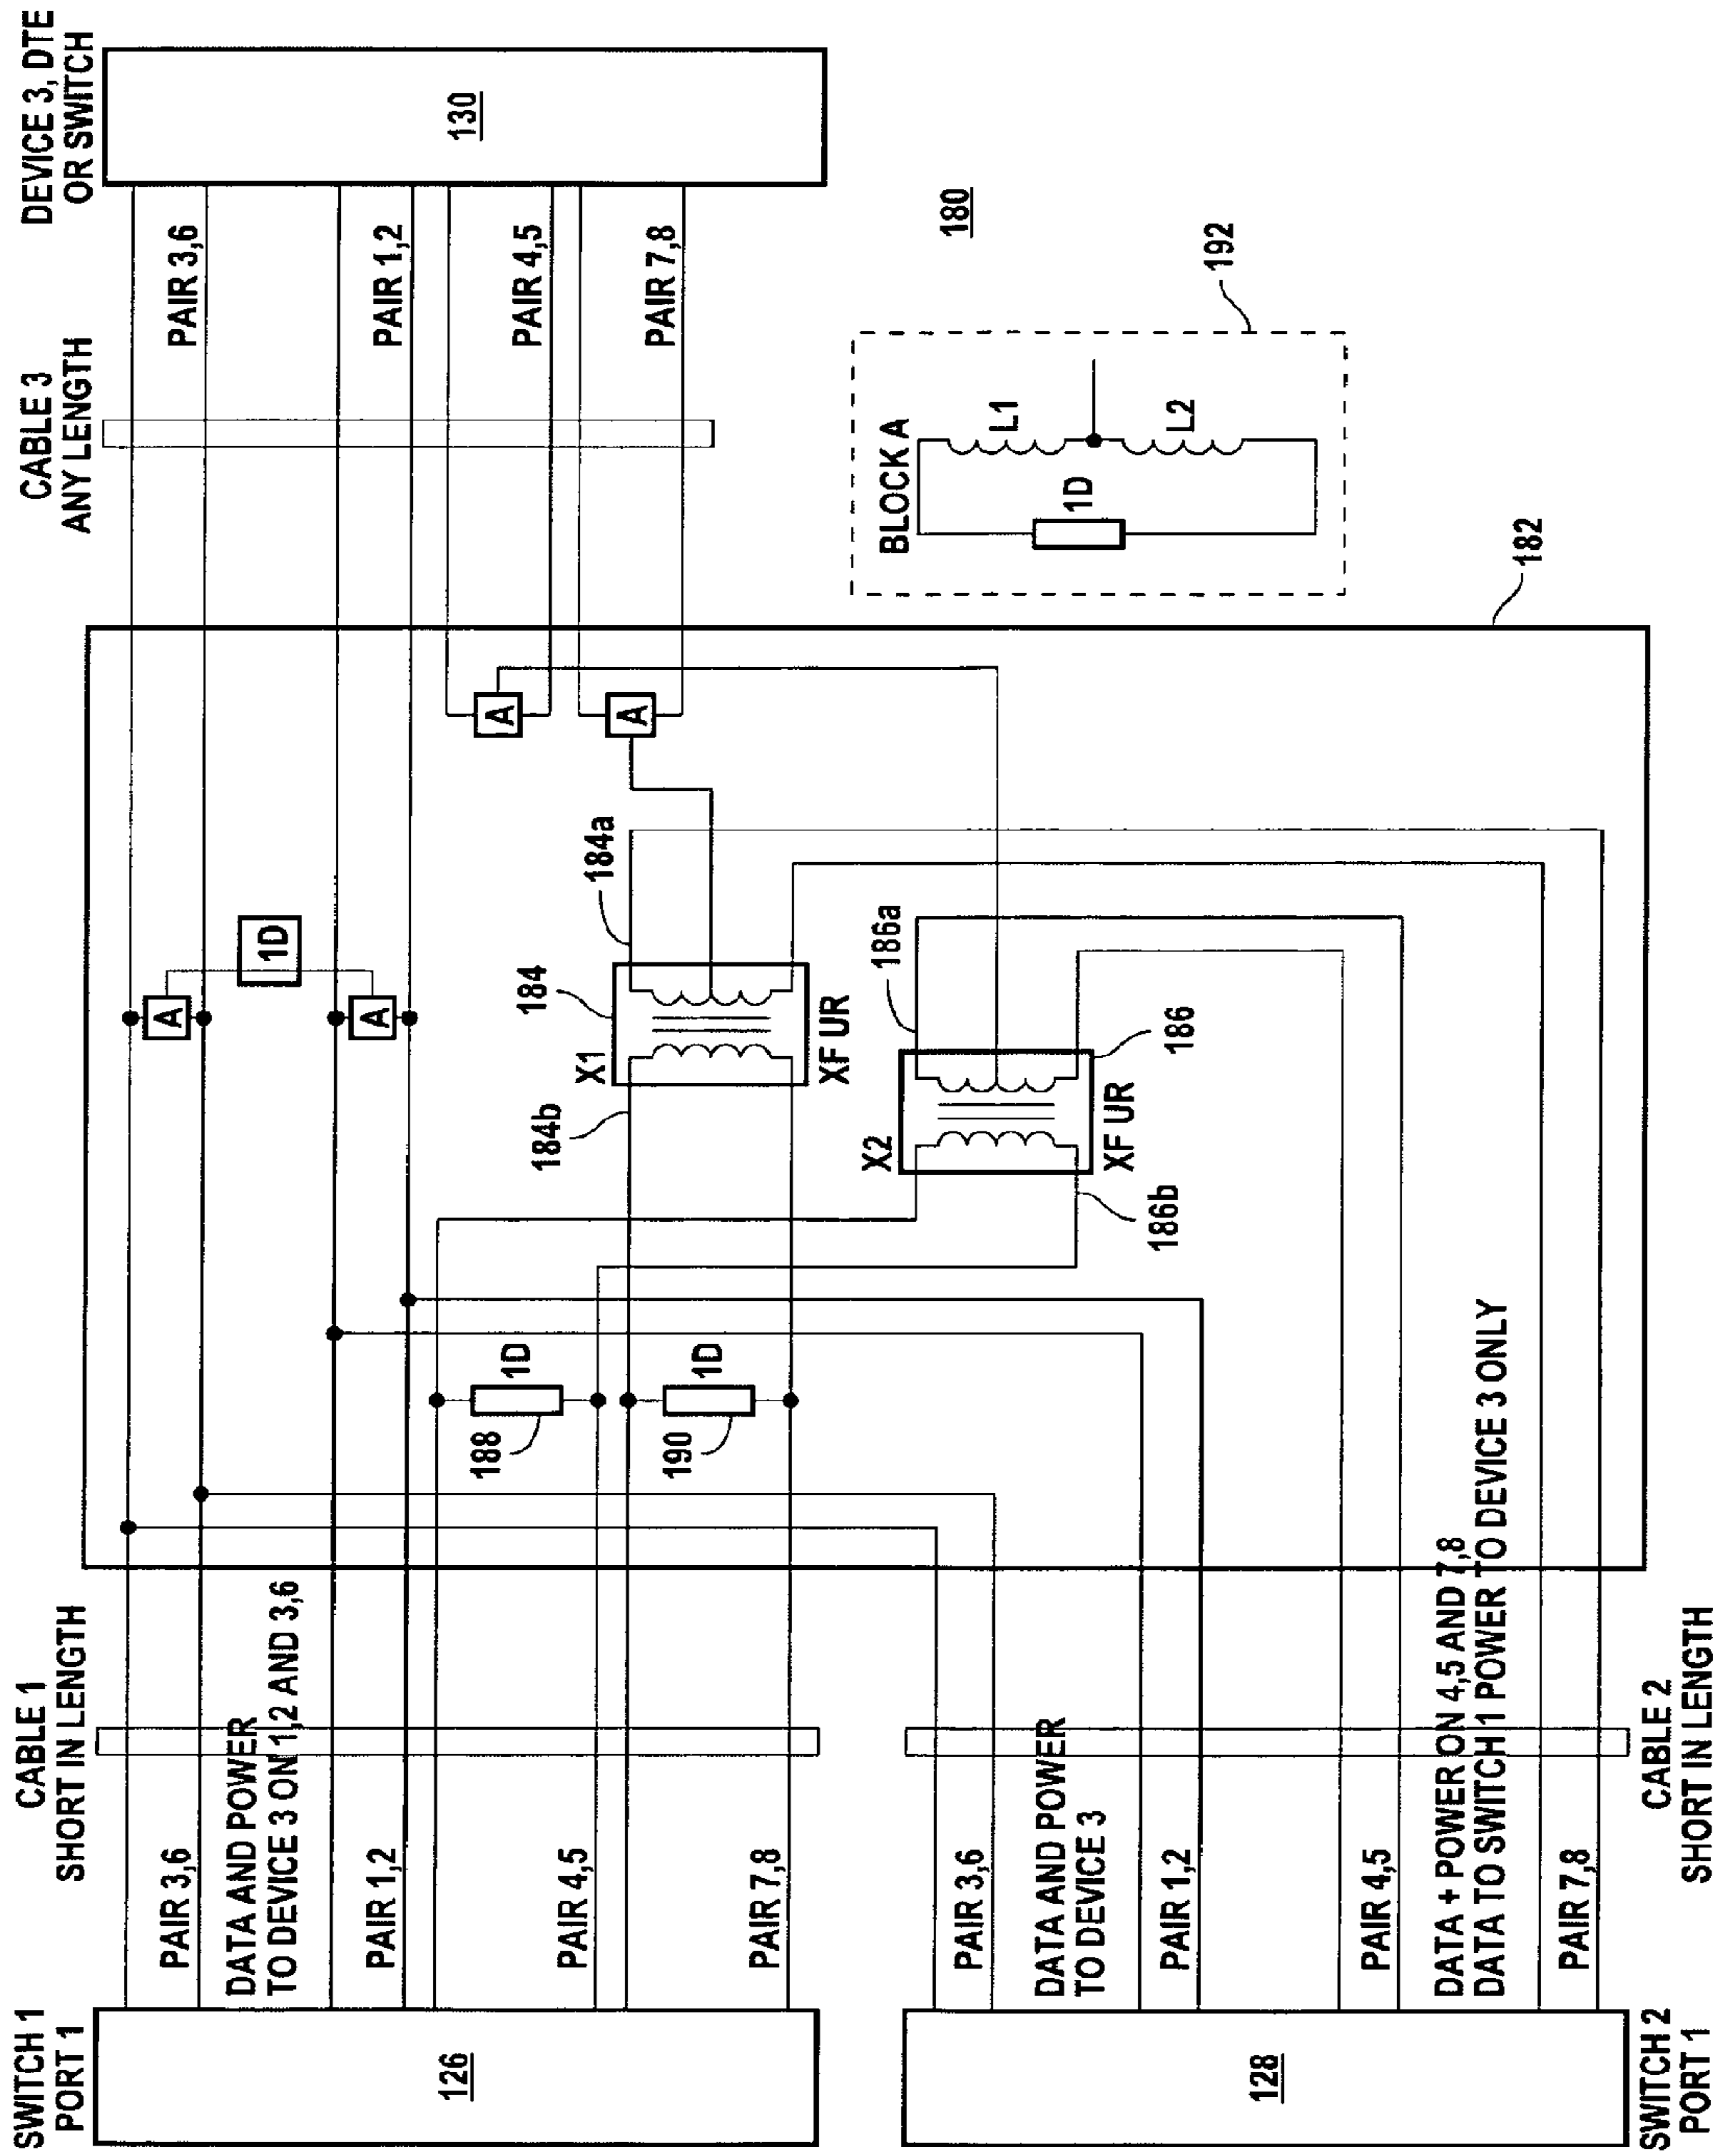 SWITCH 1
PORT 1
126
CABLE 1
SHORT IN LENGTH
PAIR 3,6
DATA AND POWER
TO DEVICE 3 ON 1,2 AND 3,6
PAIR 1,2
PAIR 4,5
PAIR 7,8
SWITCH 2
PORT 1
128
CABLE 2
SHORT IN LENGTH
PAIR 3,6
DATA AND POWER
TO DEVICE 3
PAIR 1,2
PAIR 4,5
DATA + POWER ON 4,5 AND 7,8
DATA TO SWITCH 1 POWER TO DEVICE 3 ONLY
PAIR 7,8
188
1D
190
1D
184b
X1
184
184a
XF UR
X2
186a
186
186b
XF UR
A
1D
A
A
A
182
CABLE 3
ANY LENGTH
PAIR 3,6
PAIR 1,2
PAIR 4,5
PAIR 7,8
DEVICE 3, DTE
OR SWITCH
130
180
192
BLOCK A
1D
L1
L2